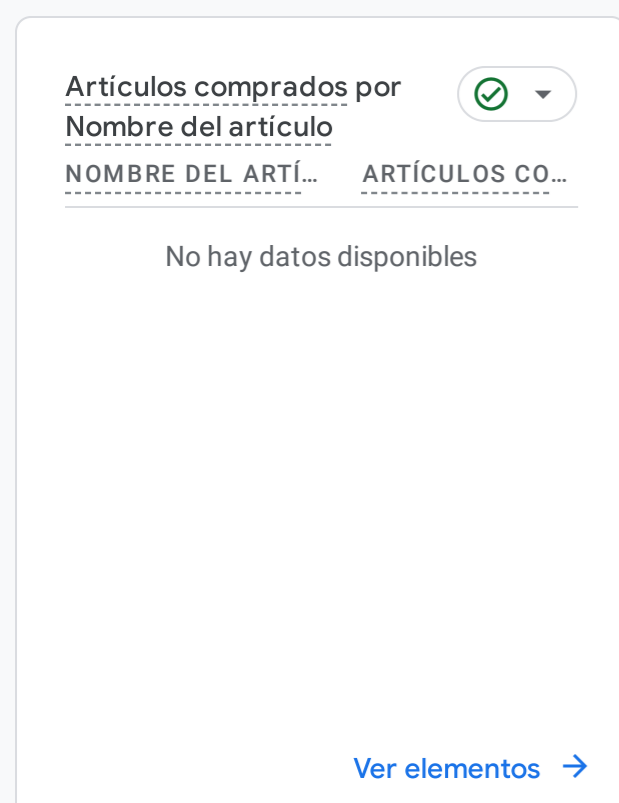 Artículos comprados por
Nombre del artículo
NOMBRE DEL ARTÍ…
ARTÍCULOS CO…
No hay datos disponibles
Ver elementos →